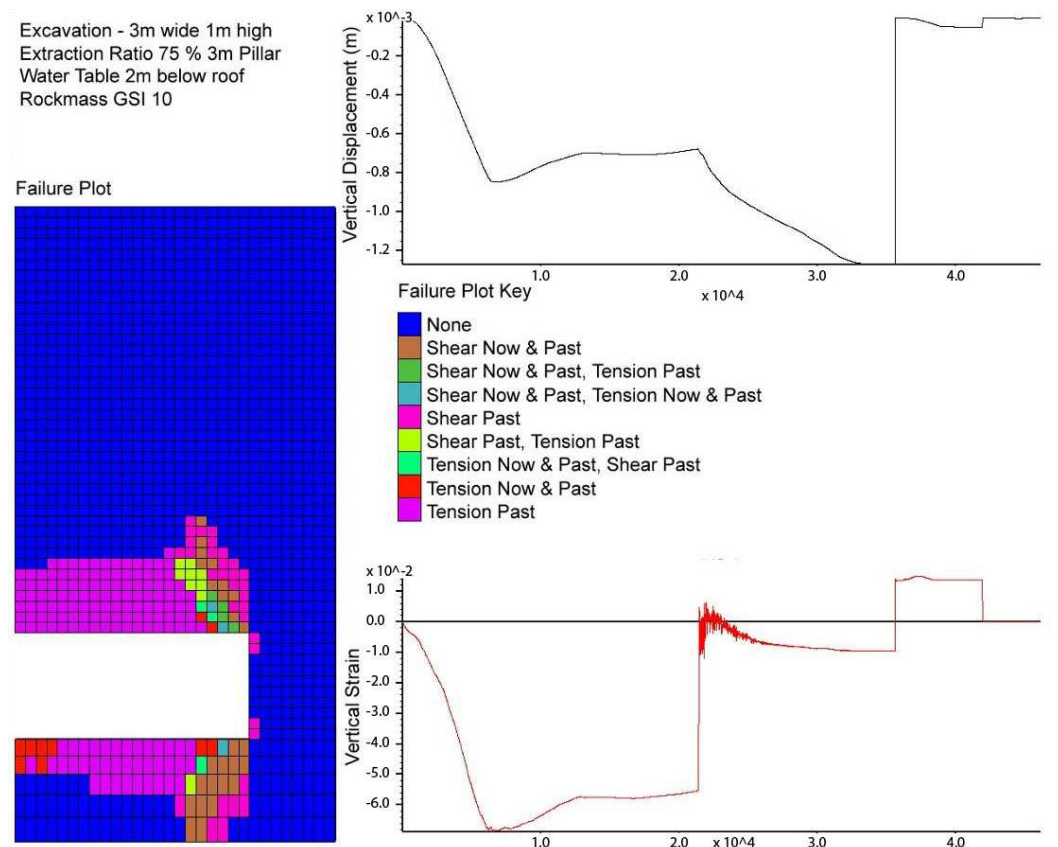 Excavation - 3m wide 1m high
Extraction Ratio 75 % 3m Pillar
Water Table 2m below roof
Rockmass GSI 10
Failure Plot
x 10^-3
Vertical Displacement (m)
-0.2
-0.4
-0.6
-0.8
-1.0
-1.2
1.0
2.0
3.0
4.0
x 10^4
Failure Plot Key
None
Shear Now & Past
Shear Now & Past, Tension Past
Shear Now & Past, Tension Now & Past
Shear Past
Shear Past, Tension Past
Tension Now & Past, Shear Past
Tension Now & Past
Tension Past
x 10^-2
Vertical Strain
1.0
0.0
-1.0
-2.0
-3.0
-4.0
-5.0
-6.0
1.0
2.0
x 10^4
3.0
4.0